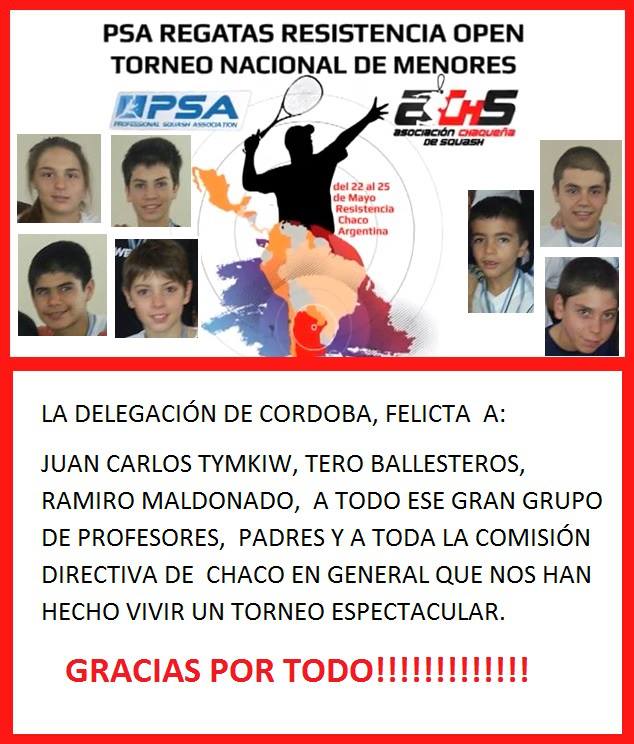 PSA REGATAS RESISTENCIA OPEN
TORNEO NACIONAL DE MENORES
PSA
PROFESSIONAL SQUASH ASSOCIATION
ACHS
ASOCIACIÓN CHAQUEÑA
DE SQUASH
del 22 al 25
de Mayo
Resistencia
Chaco
Argentina
LA DELEGACIÓN DE CORDOBA, FELICTA A:
JUAN CARLOS TYMKIW, TERO BALLESTEROS,
RAMIRO MALDONADO, A TODO ESE GRAN GRUPO
DE PROFESORES, PADRES Y A TODA LA COMISIÓN
DIRECTIVA DE CHACO EN GENERAL QUE NOS HAN
HECHO VIVIR UN TORNEO ESPECTACULAR.
GRACIAS POR TODO!!!!!!!!!!!!!